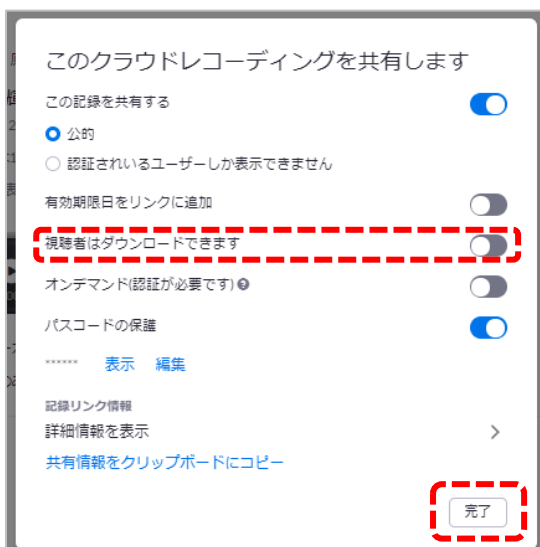 このクラウドレコーディングを共有します
この記録を共有する
公的
認証されいるユーザーしか表示できません
有効期限日をリンクに追加
視聴者はダウンロードできます
オンデマンド(認証が必要です)
パスコードの保護
****** 表示 編集
記録リンク情報
詳細情報を表示
共有情報をクリップボードにコピー
完了